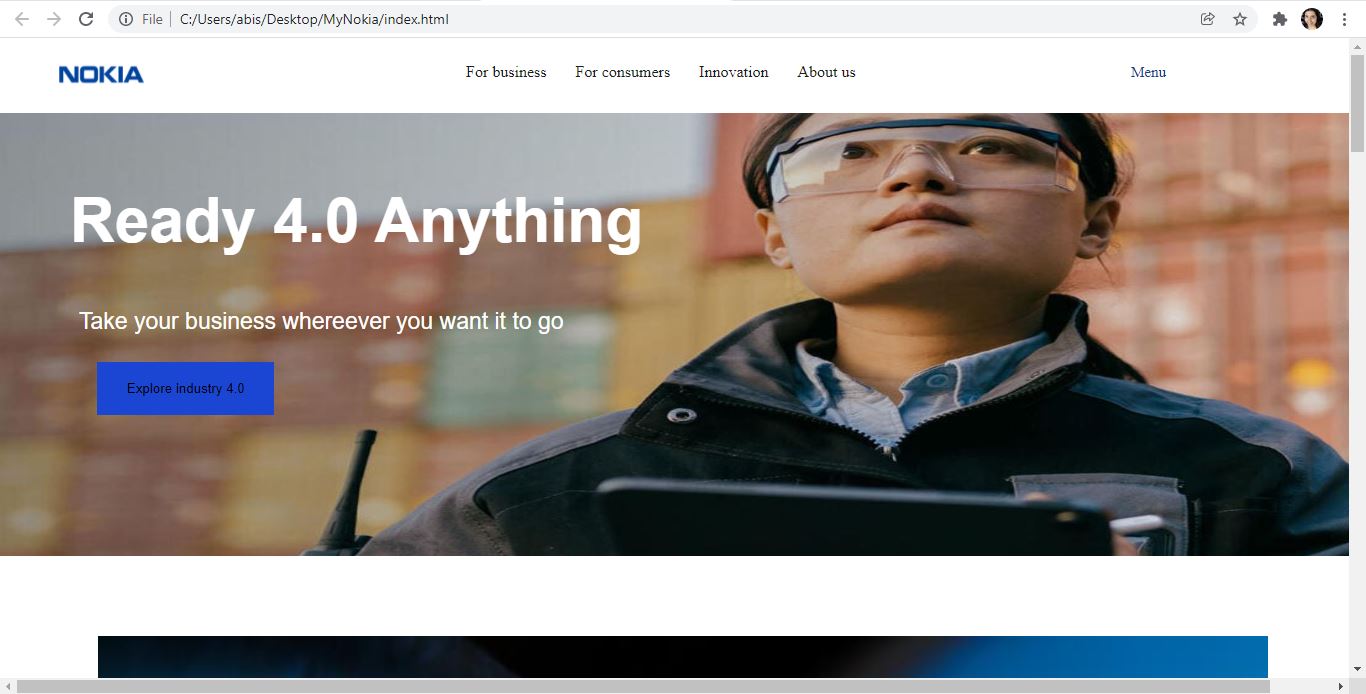 File | C:/Users/abis/Desktop/MyNokia/index.html
NOKIA For business For consumers Innovation About us Menu
Ready 4.0 Anything
Take your business whereever you want it to go
Explore industry 4.0